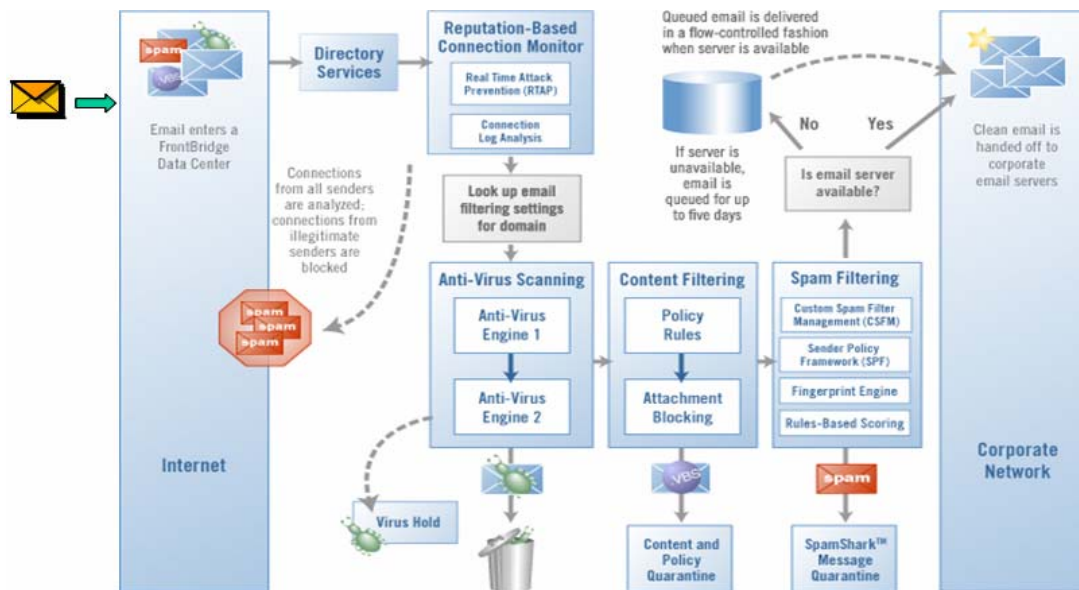 spam
VBS
Email enters a
FrontBridge
Data Center
Internet
Directory
Services
Reputation-Based
Connection Monitor
Real Time Attack
Prevention (RTAP)
Connection
Log Analysis
Connections
from all senders
are analyzed;
connections from
illegitimate
senders are
blocked
spam
spam
spam
Look up email
filtering settings
for domain
Anti-Virus Scanning
Anti-Virus
Engine 1
Anti-Virus
Engine 2
Virus Hold
Content Filtering
Policy
Rules
Attachment
Blocking
VBS
Content and
Policy
Quarantine
Spam Filtering
Custom Spam Filter
Management (CSFM)
Sender Policy
Framework (SPF)
Fingerprint Engine
Rules-Based Scoring
spam
SpamShark™
Message
Quarantine
Is email server
available?
No
Yes
If server is
unavailable,
email is
queued for up
to five days
Queued email is delivered
in a flow-controlled fashion
when server is available
Clean email is
handed off to
corporate
email servers
Corporate
Network